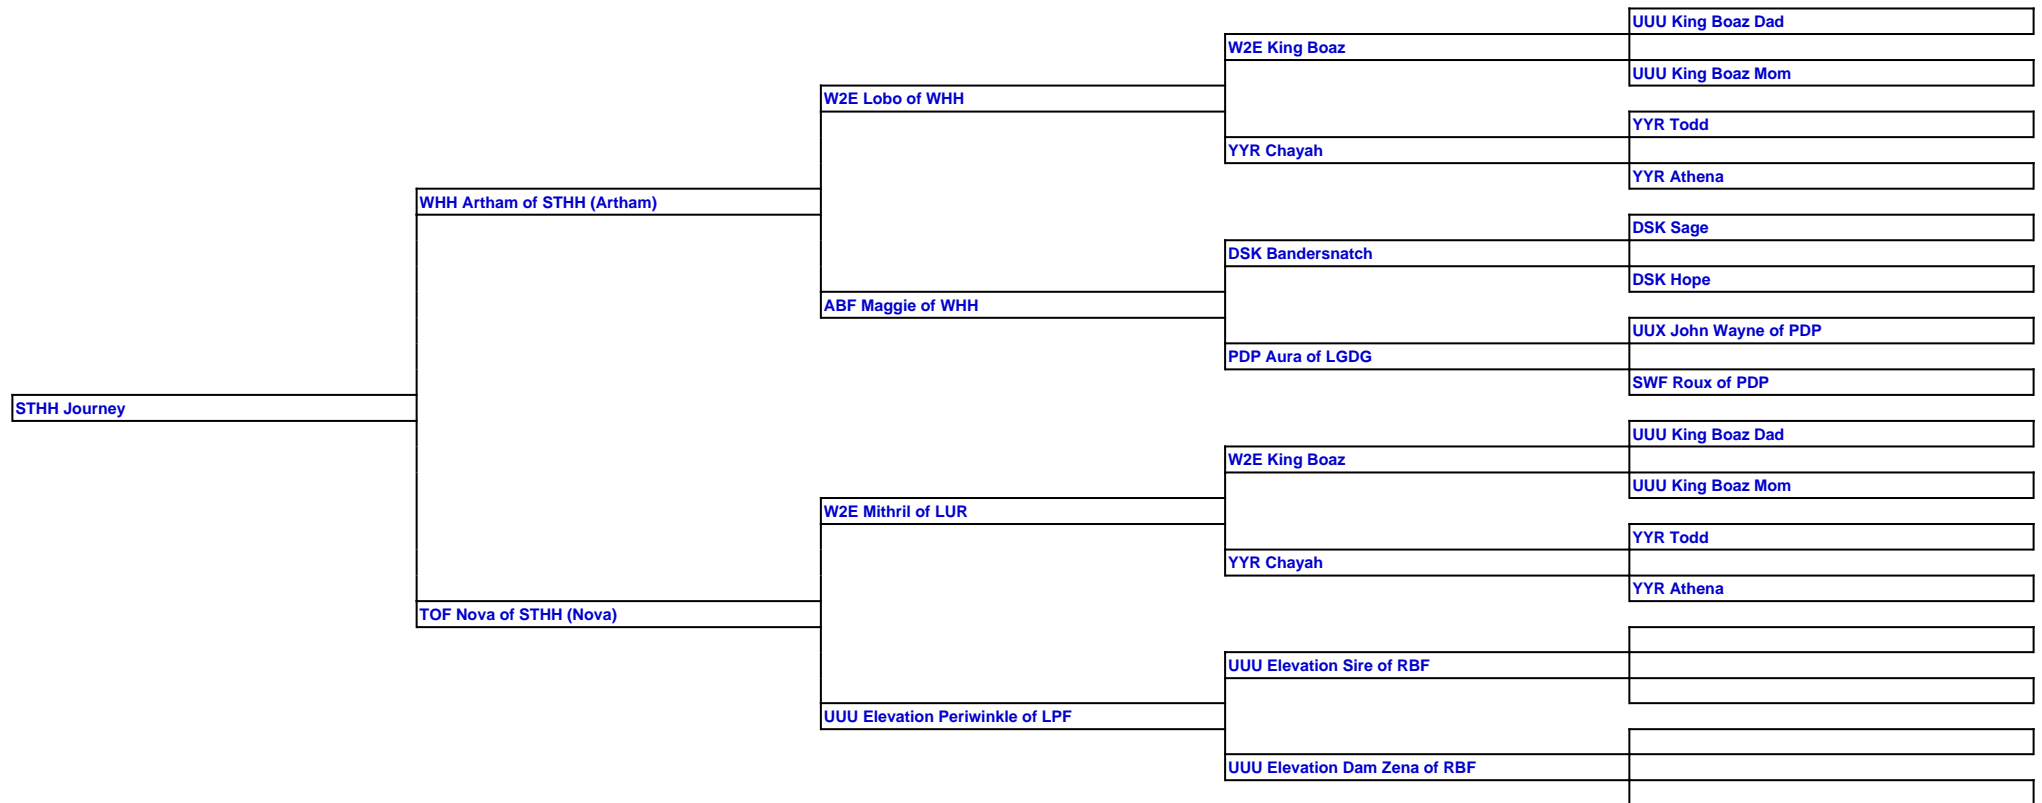 UUU King Boaz Dad
W2E King Boaz
UUU King Boaz Mom
W2E Lobo of WHH
YYR Todd
YYR Chayah
YYR Athena
WHH Artham of STHH (Artham)
DSK Sage
DSK Bandersnatch
DSK Hope
ABF Maggie of WHH
UUX John Wayne of PDP
PDP Aura of LGDG
SWF Roux of PDP
STHH Journey
UUU King Boaz Dad
W2E King Boaz
UUU King Boaz Mom
W2E Mithril of LUR
YYR Todd
YYR Chayah
YYR Athena
TOF Nova of STHH (Nova)
UUU Elevation Sire of RBF
UUU Elevation Periwinkle of LPF
UUU Elevation Dam Zena of RBF